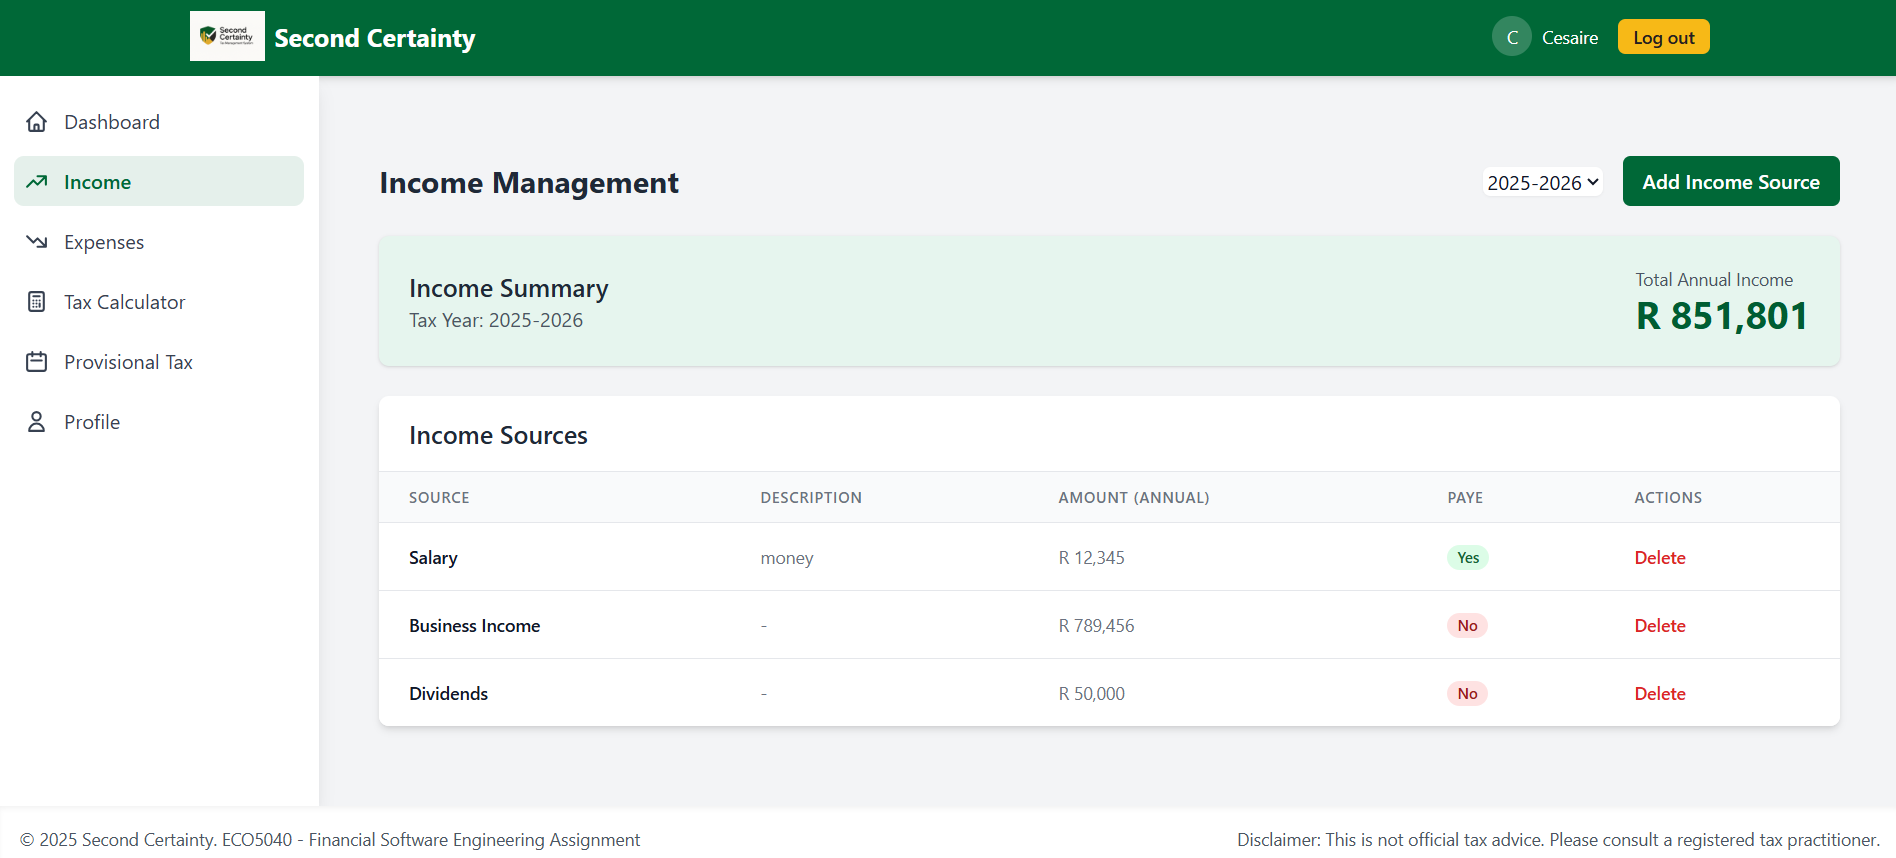 Second
Certainty
Tax Management System
Second Certainty
C
Cesaire
Log out
Dashboard
Income
Expenses
Tax Calculator
Provisional Tax
Profile
Income Management
2025-2026
Add Income Source
Income Summary
Tax Year: 2025-2026
Total Annual Income
R 851,801
Income Sources
SOURCE DESCRIPTION AMOUNT (ANNUAL) PAYE ACTIONS
Salary money R 12,345 Yes Delete
Business Income - R 789,456 No Delete
Dividends - R 50,000 No Delete
© 2025 Second Certainty. ECO5040 - Financial Software Engineering Assignment
Disclaimer: This is not official tax advice. Please consult a registered tax practitioner.